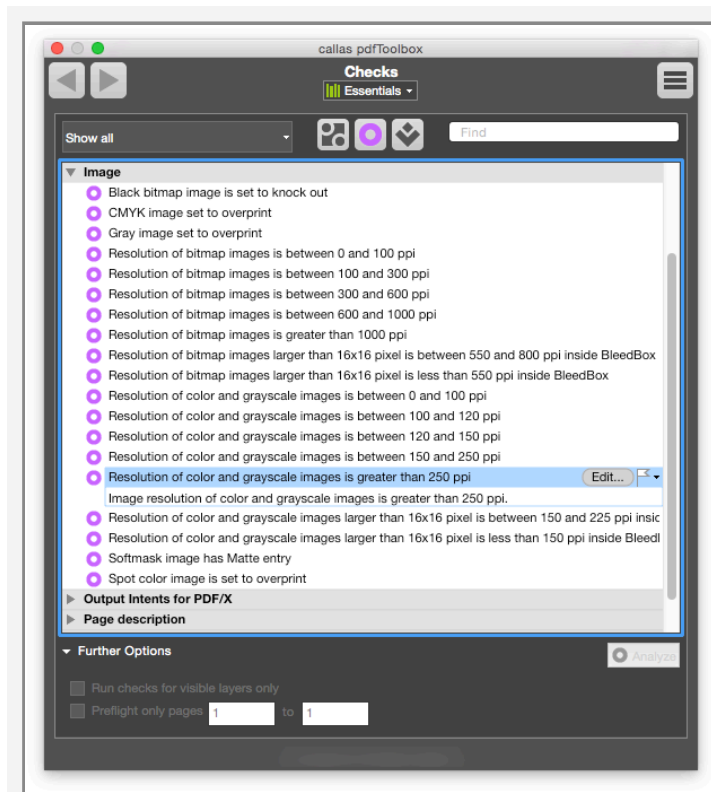 callas pdfToolbox
Checks
Essentials
Show all
Find
Image
Black bitmap image is set to knock out
CMYK image set to overprint
Gray image set to overprint
Resolution of bitmap images is between 0 and 100 ppi
Resolution of bitmap images is between 100 and 300 ppi
Resolution of bitmap images is between 300 and 600 ppi
Resolution of bitmap images is between 600 and 1000 ppi
Resolution of bitmap images is greater than 1000 ppi
Resolution of bitmap images larger than 16x16 pixel is between 550 and 800 ppi inside BleedBox
Resolution of bitmap images larger than 16x16 pixel is less than 550 ppi inside BleedBox
Resolution of color and grayscale images is between 0 and 100 ppi
Resolution of color and grayscale images is between 100 and 120 ppi
Resolution of color and grayscale images is between 120 and 150 ppi
Resolution of color and grayscale images is between 150 and 250 ppi
Resolution of color and grayscale images is greater than 250 ppi Edit...
Image resolution of color and grayscale images is greater than 250 ppi.
Resolution of color and grayscale images larger than 16x16 pixel is between 150 and 225 ppi insic
Resolution of color and grayscale images larger than 16x16 pixel is less than 150 ppi inside Bleedl
Softmask image has Matte entry
Spot color image is set to overprint
Output Intents for PDF/X
Page description
Further Options
Analyze
Run checks for visible layers only
Preflight only pages 1 to 1